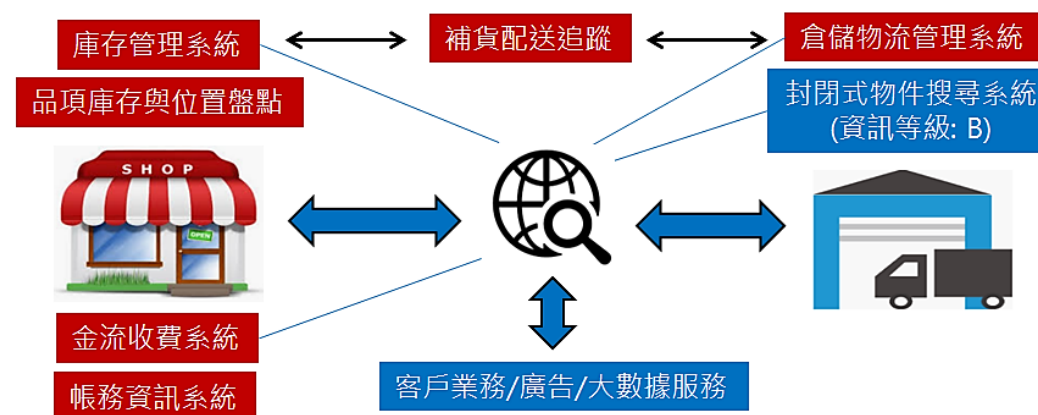 庫存管理系統
補貨配送追蹤
倉儲物流管理系統
品項庫存與位置盤點
封閉式物件搜尋系統
(資訊等級: B)
SHOP
OPEN
金流收費系統
帳務資訊系統
客戶業務/廣告/大數據服務